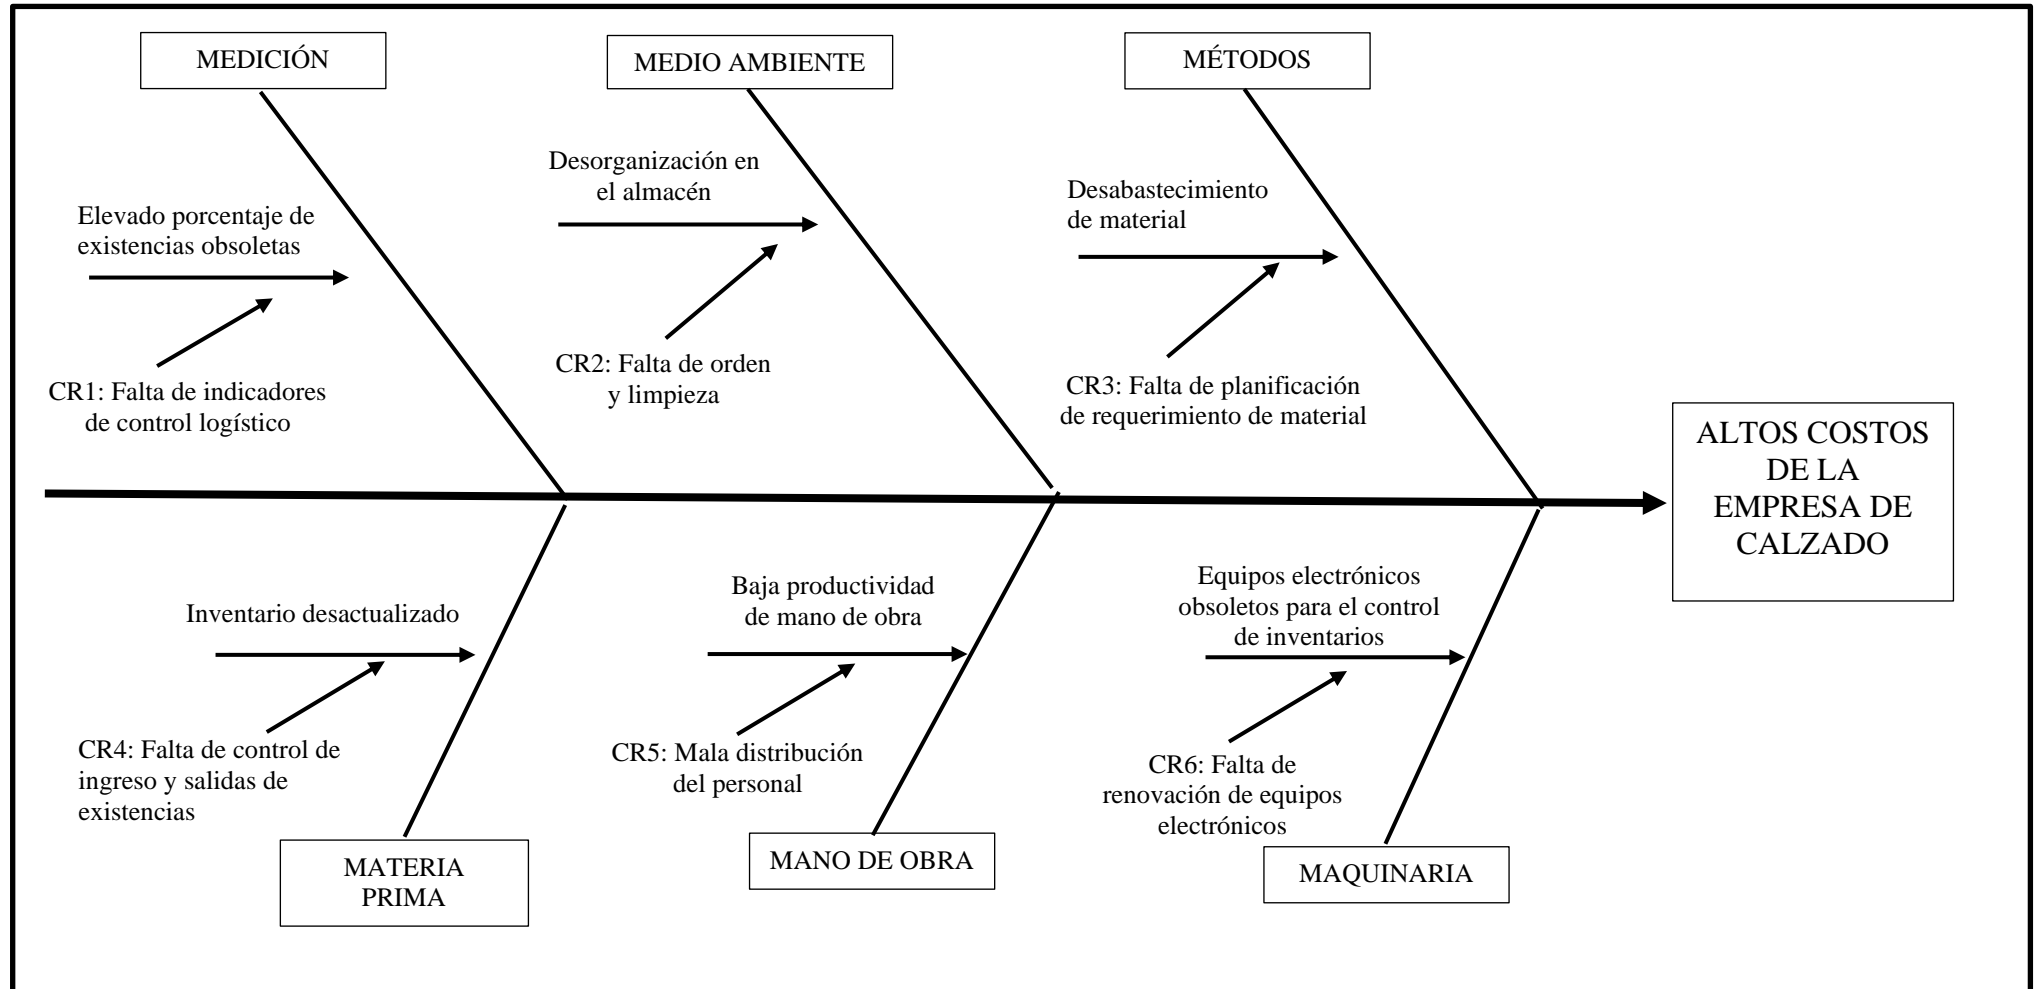 MEDICIÓN
MEDIO AMBIENTE
MÉTODOS
Elevado porcentaje de
existencias obsoletas
CR1: Falta de indicadores
de control logístico
Desorganización en
el almacén
CR2: Falta de orden
y limpieza
Desabastecimiento
de material
CR3: Falta de planificación
de requerimiento de material
ALTOS COSTOS
DE LA
EMPRESA DE
CALZADO
Inventario desactualizado
CR4: Falta de control de
ingreso y salidas de
existencias
Baja productividad
de mano de obra
CR5: Mala distribución
del personal
Equipos electrónicos
obsoletos para el control
de inventarios
CR6: Falta de
renovación de equipos
electrónicos
MATERIA
PRIMA
MANO DE OBRA
MAQUINARIA